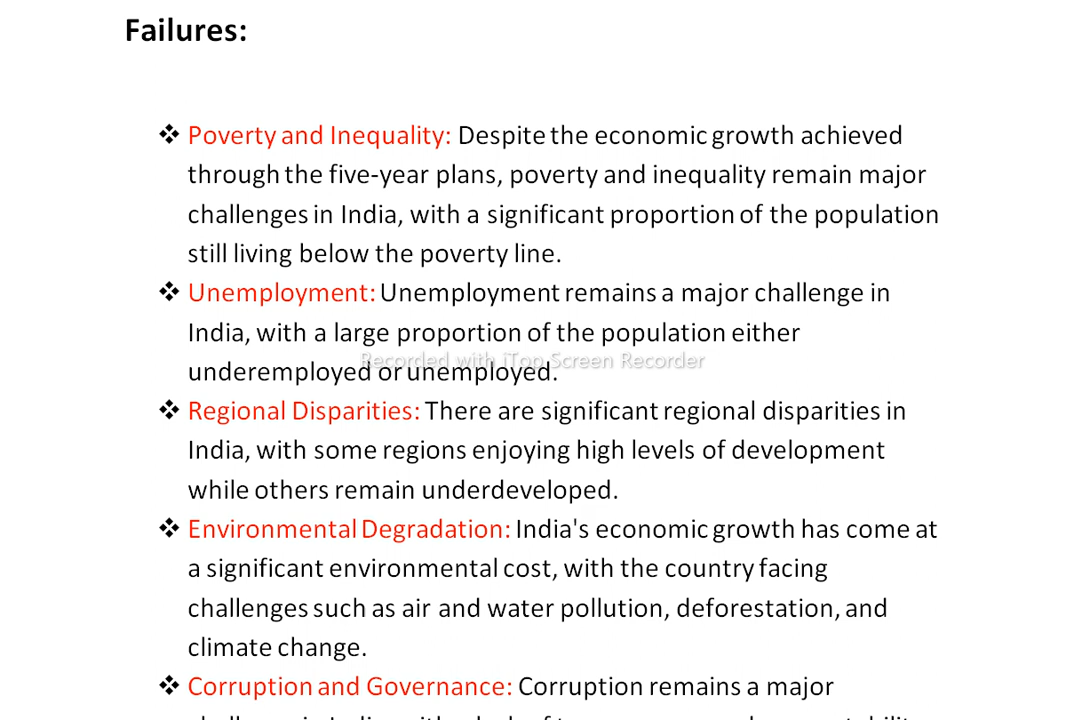 Failures:
❖ Poverty and Inequality: Despite the economic growth achieved
through the five-year plans, poverty and inequality remain major
challenges in India, with a significant proportion of the population
still living below the poverty line.
❖ Unemployment: Unemployment remains a major challenge in
India, with a large proportion of the population either
Recorded with iTop Screen Recorder
underemployed or unemployed.
❖ Regional Disparities: There are significant regional disparities in
India, with some regions enjoying high levels of development
while others remain underdeveloped.
❖ Environmental Degradation: India's economic growth has come at
a significant environmental cost, with the country facing
challenges such as air and water pollution, deforestation, and
climate change.
❖ Corruption and Governance: Corruption remains a major